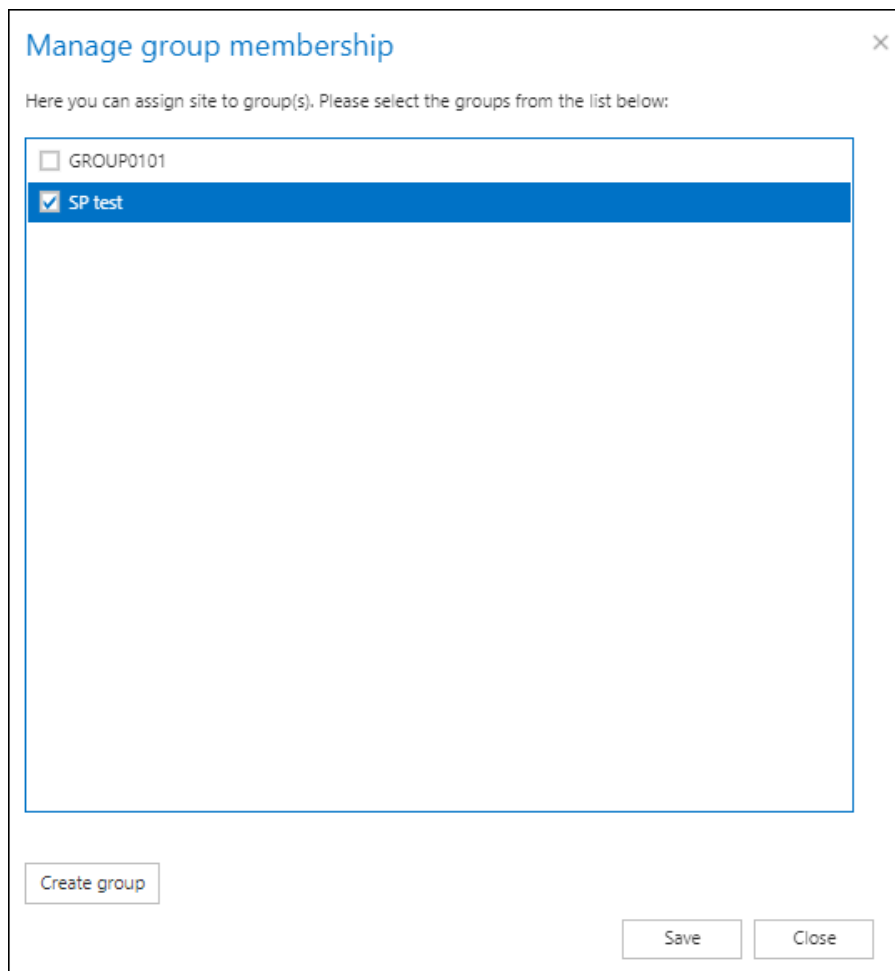 Manage group membership
Here you can assign site to group(s). Please select the groups from the list below:
GROUP0101
SP test
Create group
Save
Close